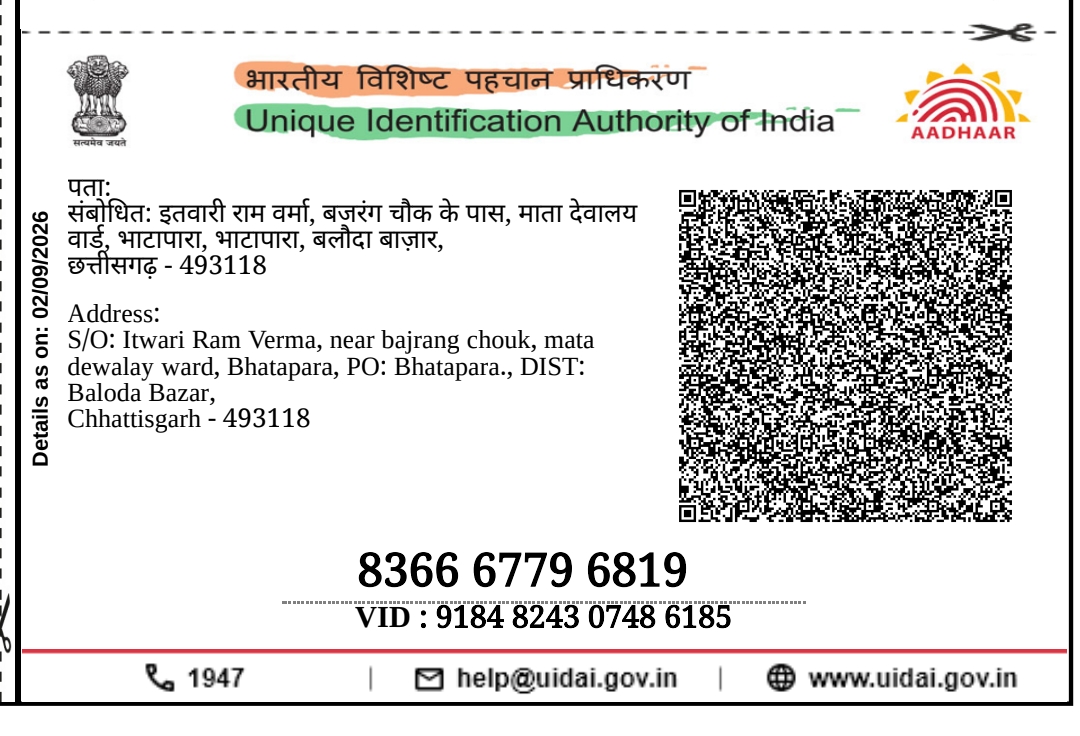 भारतीय विशिष्ट पहचान प्राधिकरण
Unique Identification Authority of India
सत्यमेव जयते
AADHAAR
Details as on: 02/09/2026
पता:
संबोधित: इतवारी राम वर्मा, बजरंग चौक के पास, माता देवालय
वार्ड, भाटापारा, भाटापारा, बलौदा बाज़ार,
छत्तीसगढ़ - 493118
Address:
S/O: Itwari Ram Verma, near bajrang chouk, mata
dewalay ward, Bhatapara, PO: Bhatapara., DIST:
Baloda Bazar,
Chhattisgarh - 493118
8366 6779 6819
VID : 9184 8243 0748 6185
1947 | help@uidai.gov.in | www.uidai.gov.in